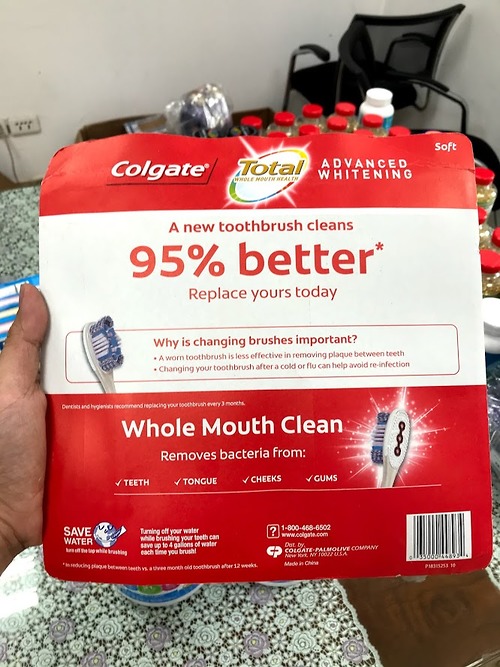 Soft
Colgate® Total ADVANCED
WHOLE MOUTH HEALTH WHITENING
A new toothbrush cleans
95% better*
Replace yours today
Why is changing brushes important?
• A worn toothbrush is less effective in removing plaque between teeth
• Changing your toothbrush after a cold or flu can help avoid re-infection
Dentists and hygienists recommend replacing your toothbrush every 3 months.
Whole Mouth Clean
Removes bacteria from:
✓ TEETH ✓ TONGUE ✓ CHEEKS ✓ GUMS
SAVE
WATER
turn off the tap while brushing
Turning off your water
while brushing your teeth can
save up to 4 gallons of water
each time you brush!
? 1-800-468-6502
www.colgate.com
CP Dist. by
COLGATE-PALMOLIVE COMPANY
New York, NY 10022 U.S.A.
Made in China
* in reducing plaque between teeth vs. a three month old toothbrush after 12 weeks.
P18315253 10